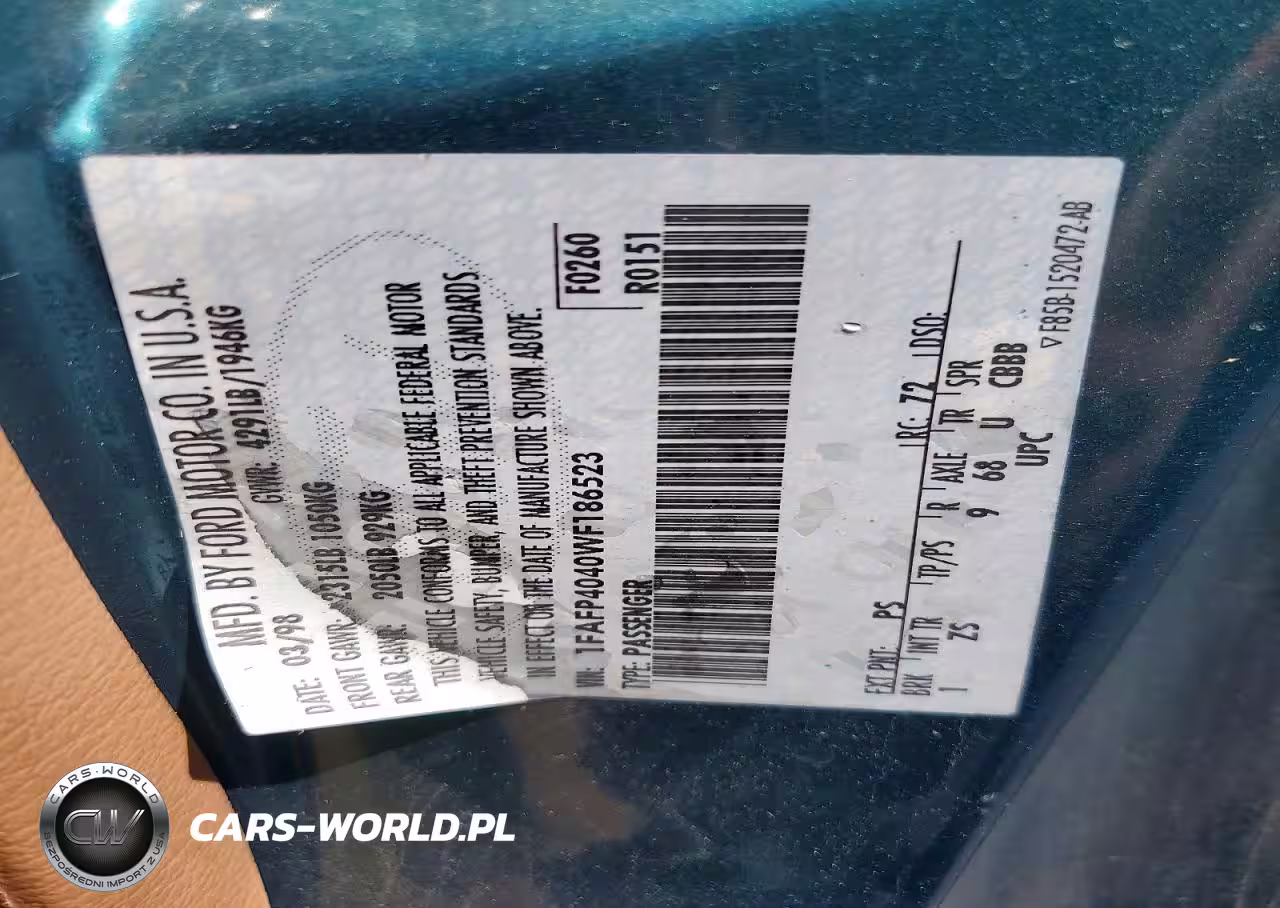 MFD. BY FORD MOTOR CO. IN U.S.A.
DATE: 03/98 GVWR: 4291LB/1946KG
FRONT GAWR: 2315LB 1050KG
REAR GAWR: 2050LB 929KG
THIS VEHICLE CONFORMS TO ALL APPLICABLE FEDERAL MOTOR
VEHICLE SAFETY, BUMPER, AND THEFT PREVENTION STANDARDS
IN EFFECT ON THE DATE OF MANUFACTURE SHOWN ABOVE.
VIN: 1FAFP4040WF186523 F0260
TYPE: PASSENGER R0151
EXT PNT: PS RC: 72 DSO:
BRK INT TR TP/PS R AXLE TR SPR
1 ZS 9 68 U CBBB
UPC
▽F85B-1520472-AB
CARS-WORLD
CW
BEZPOŚREDNI IMPORT Z USA
CARS-WORLD.PL